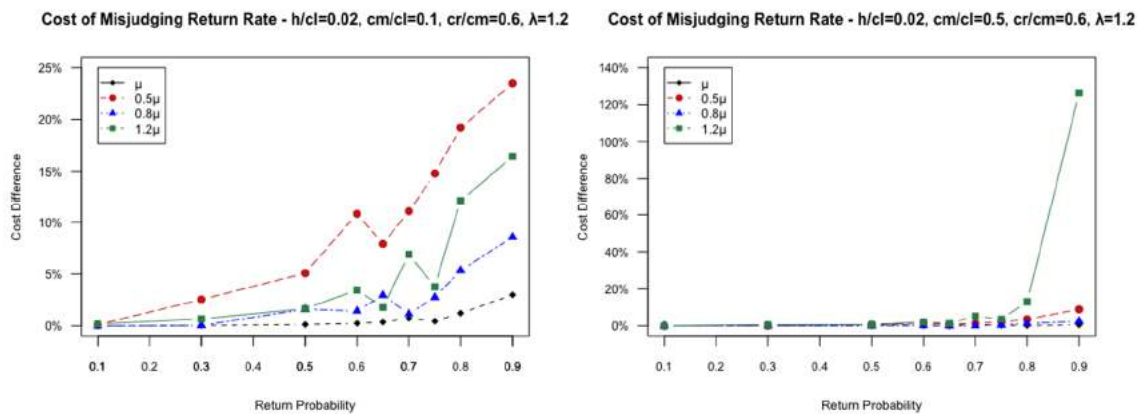 Cost of Misjudging Return Rate - h/cl=0.02, cm/cl=0.1, cr/cm=0.6, λ=1.2
25%
20%
15%
10%
5%
0%
Cost Difference
μ
0.5μ
0.8μ
1.2μ
0.1
0.2
0.3
0.4
0.5
0.6
0.7
0.8
0.9
Return Probability
Cost of Misjudging Return Rate - h/cl=0.02, cm/cl=0.5, cr/cm=0.6, λ=1.2
140%
120%
100%
80%
60%
40%
20%
0%
Cost Difference
μ
0.5μ
0.8μ
1.2μ
0.1
0.2
0.3
0.4
0.5
0.6
0.7
0.8
0.9
Return Probability